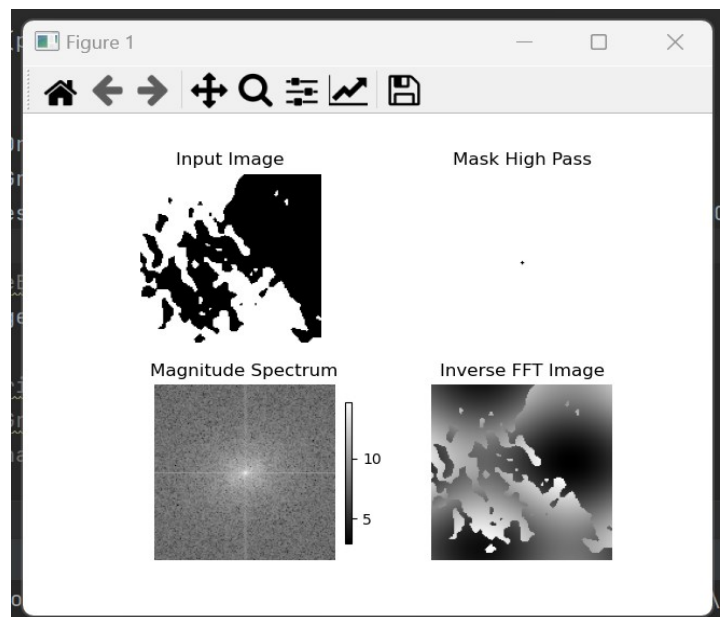 Figure 1
Input Image
Mask High Pass
Magnitude Spectrum
Inverse FFT Image
10
5